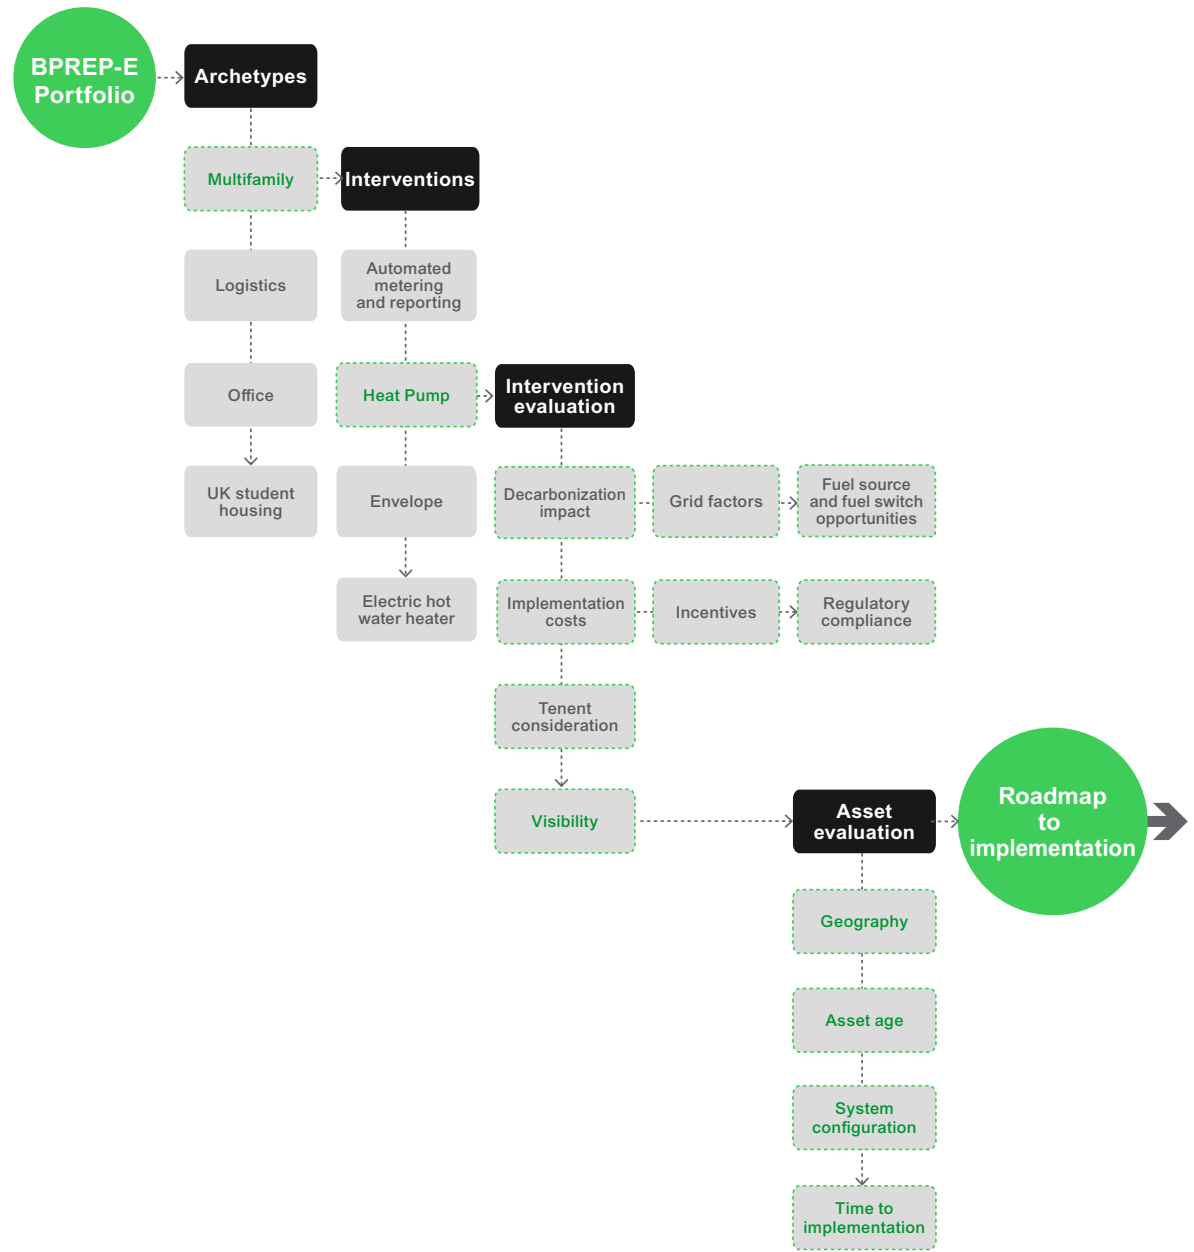 BPREP-E
Portfolio
Archetypes
Multifamily
Interventions
Logistics
Automated
metering
and reporting
Office
Heat Pump
Intervention
evaluation
UK student
housing
Envelope
Decarbonization
impact
Grid factors
Fuel source
and fuel switch
opportunities
Electric hot
water heater
Implementation
costs
Incentives
Regulatory
compliance
Tenent
consideration
Visibility
Asset
evaluation
Roadmap
to
implementation
Geography
Asset age
System
configuration
Time to
implementation